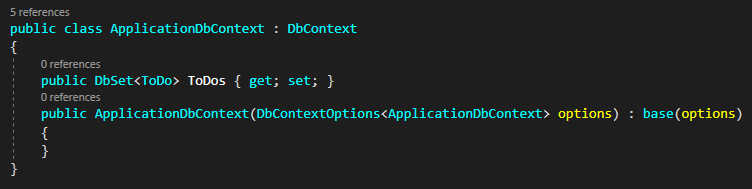 5 references
public class ApplicationDbContext : DbContext
{
0 references
public DbSet<ToDo> ToDos { get; set; }
0 references
public ApplicationDbContext(DbContextOptions<ApplicationDbContext> options) : base(options)
{
}
}